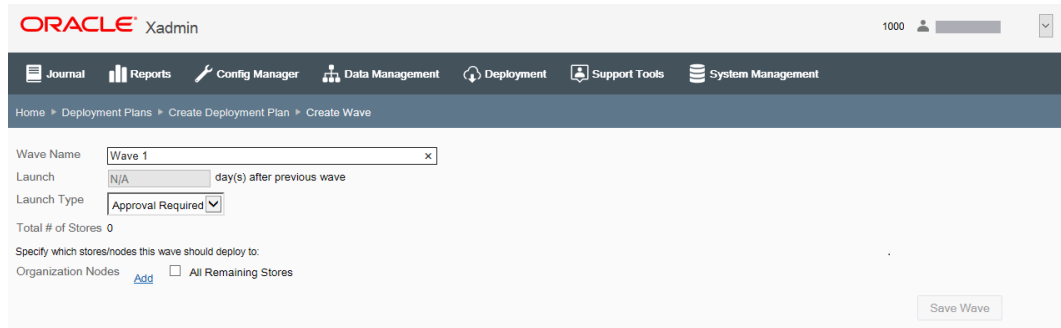 ORACLE® Xadmin 1000
Journal Reports Config Manager Data Management Deployment Support Tools System Management
Home Deployment Plans Create Deployment Plan Create Wave
Wave Name Wave 1 ×
Launch N/A day(s) after previous wave
Launch Type Approval Required
Total # of Stores 0
Specify which stores/nodes this wave should deploy to:
Organization Nodes Add All Remaining Stores
Save Wave